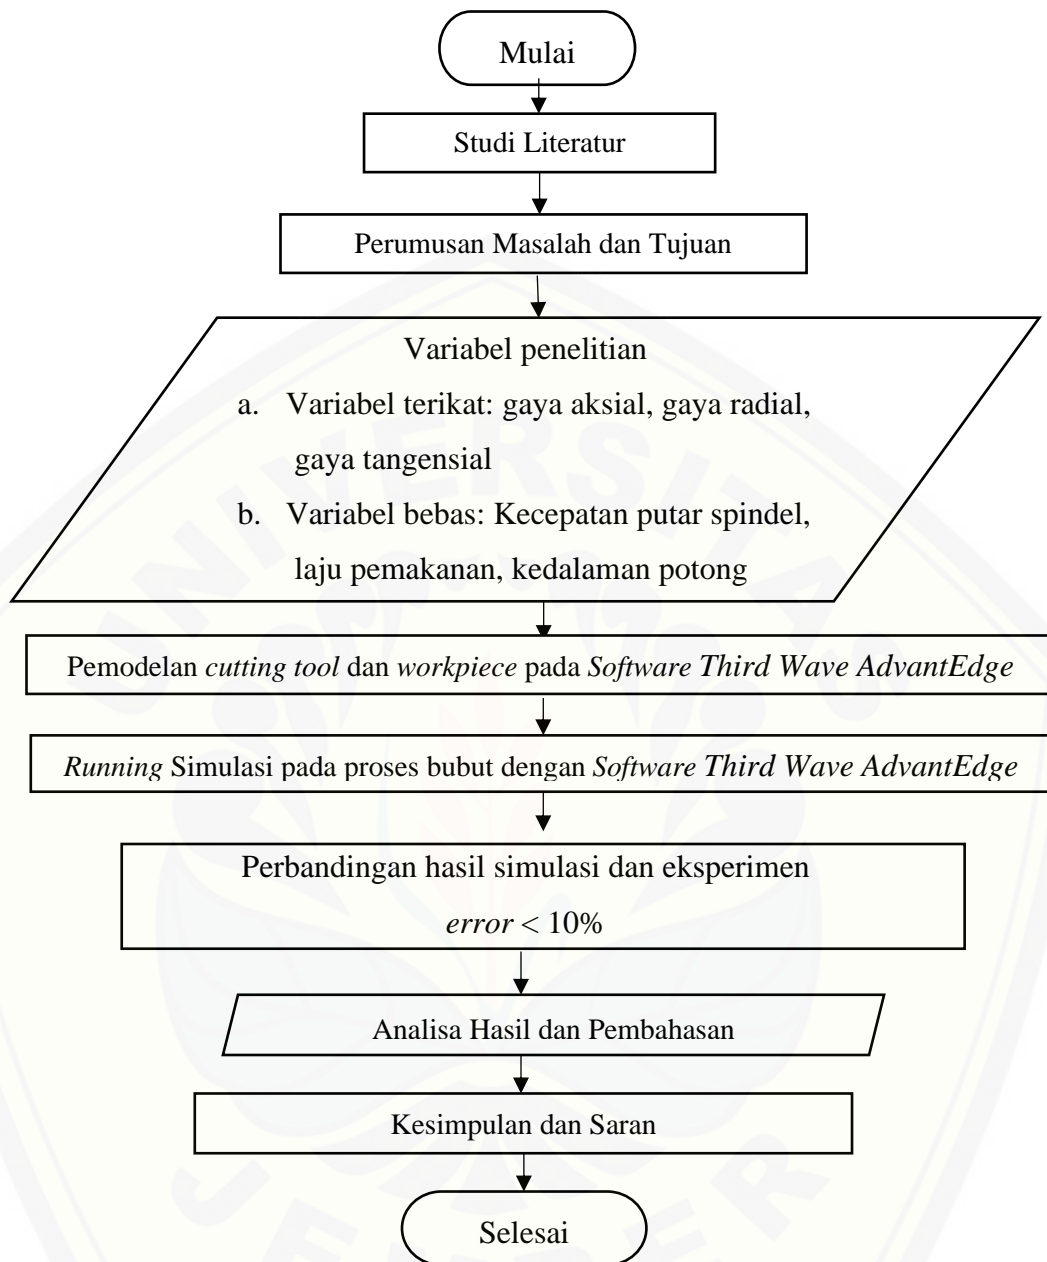 Mulai
Studi Literatur
Perumusan Masalah dan Tujuan
Variabel penelitian
a. Variabel terikat: gaya aksial, gaya radial,
gaya tangensial
b. Variabel bebas: Kecepatan putar spindel,
laju pemakanan, kedalaman potong
Pemodelan cutting tool dan workpiece pada Software Third Wave AdvantEdge
Running Simulasi pada proses bubut dengan Software Third Wave AdvantEdge
Perbandingan hasil simulasi dan eksperimen
error < 10%
Analisa Hasil dan Pembahasan
Kesimpulan dan Saran
Selesai
UNIVERSITAS
JEMBER